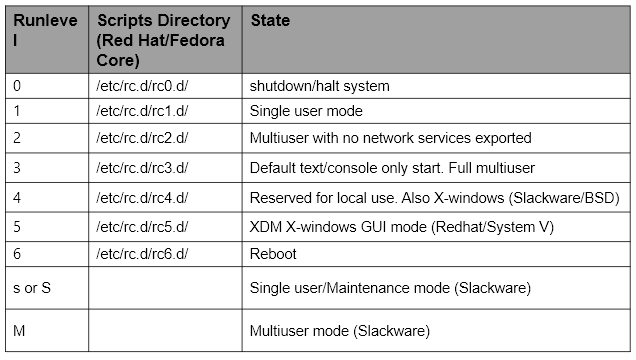 Runleve Scripts Directory State
l (Red Hat/Fedora
Core)
0 /etc/rc.d/rc0.d/ shutdown/halt system
1 /etc/rc.d/rc1.d/ Single user mode
2 /etc/rc.d/rc2.d/ Multiuser with no network services exported
3 /etc/rc.d/rc3.d/ Default text/console only start. Full multiuser
4 /etc/rc.d/rc4.d/ Reserved for local use. Also X-windows (Slackware/BSD)
5 /etc/rc.d/rc5.d/ XDM X-windows GUI mode (Redhat/System V)
6 /etc/rc.d/rc6.d/ Reboot
s or S Single user/Maintenance mode (Slackware)
M Multiuser mode (Slackware)